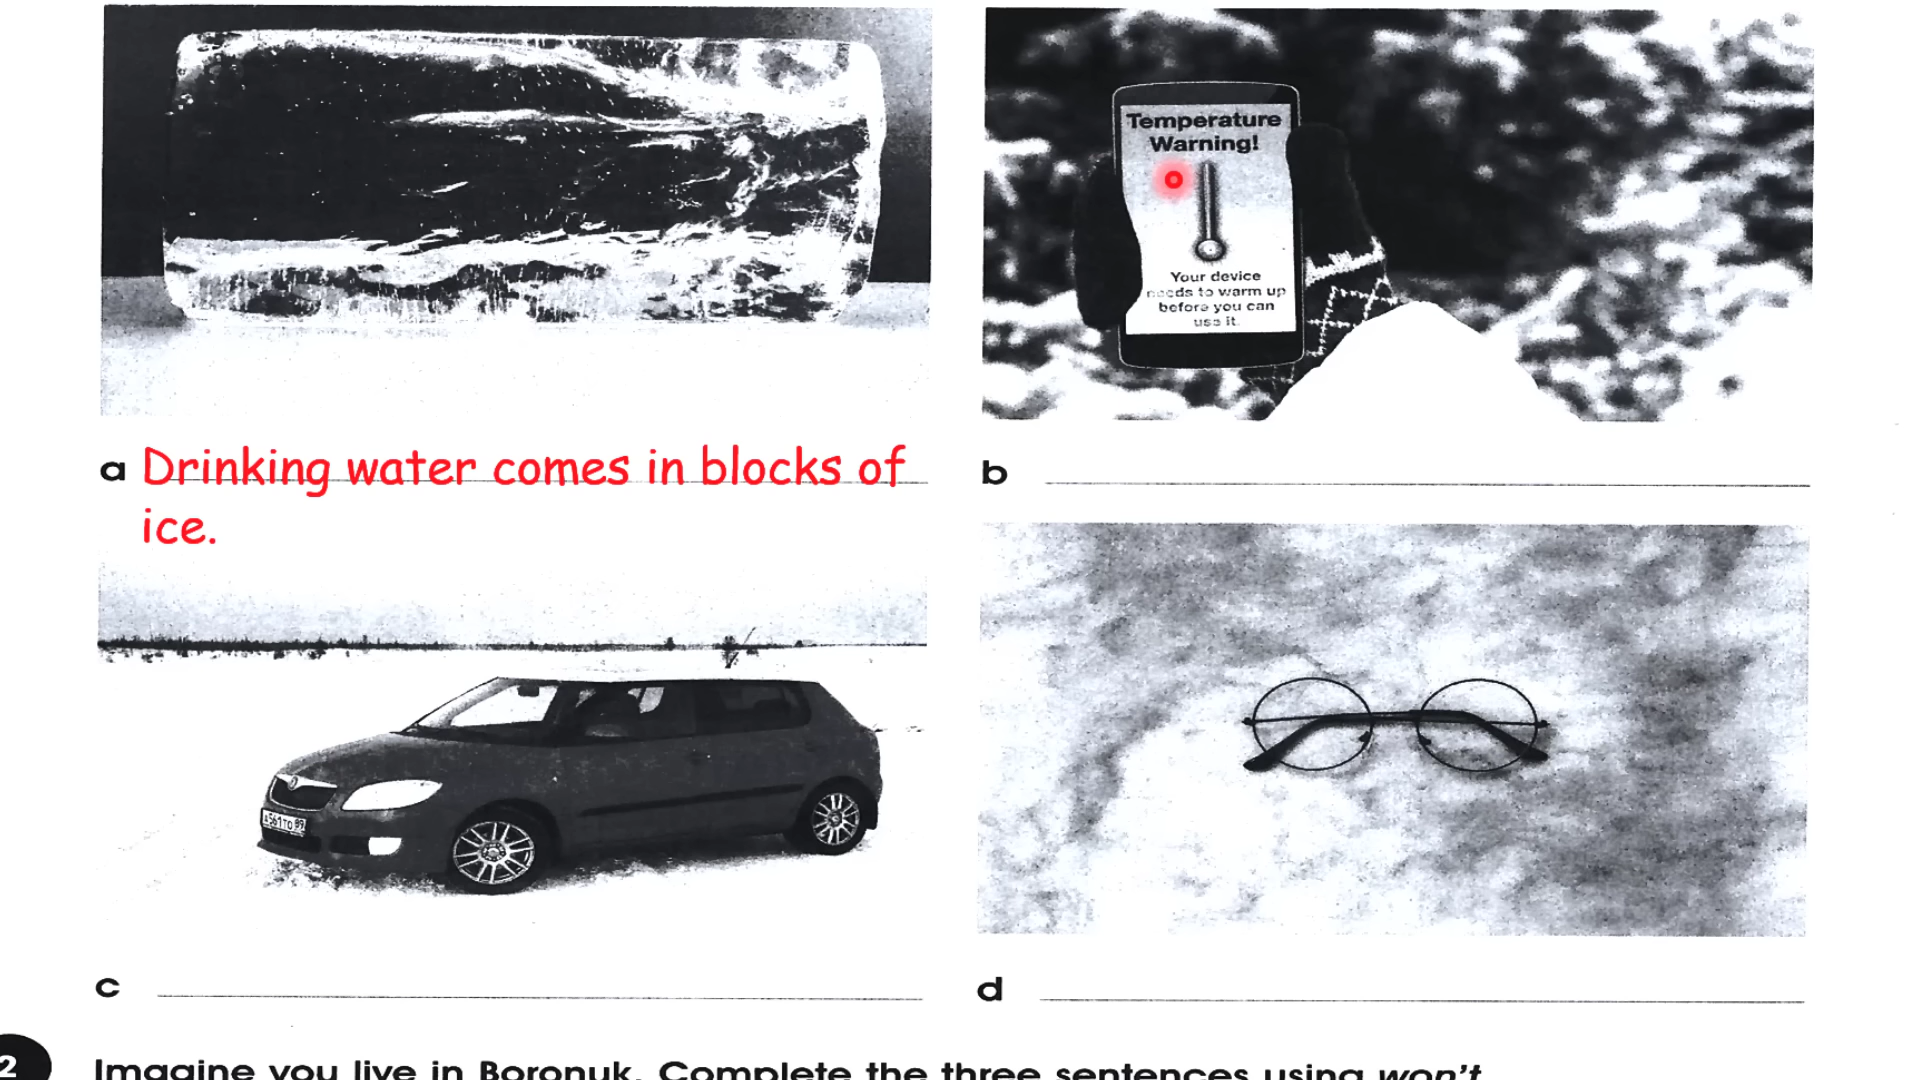 Temperature
Warning!
Your device
needs to warm up
before you can
use it.
a Drinking water comes in blocks of
ice.
b
c
d
2 Imagine you live in Boronuk. Complete the three sentences using won't